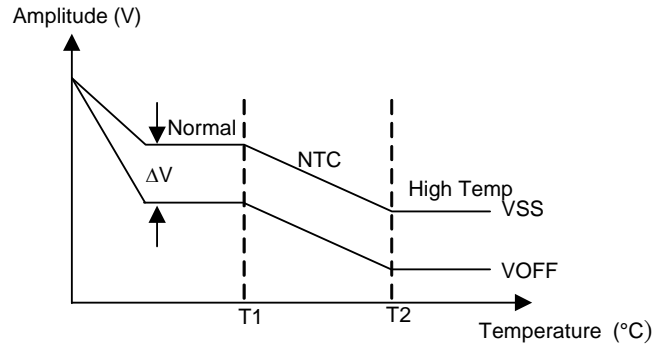 Amplitude (V)
Normal
NTC
ΔV
High Temp
VSS
VOFF
T1
T2
Temperature (°C)